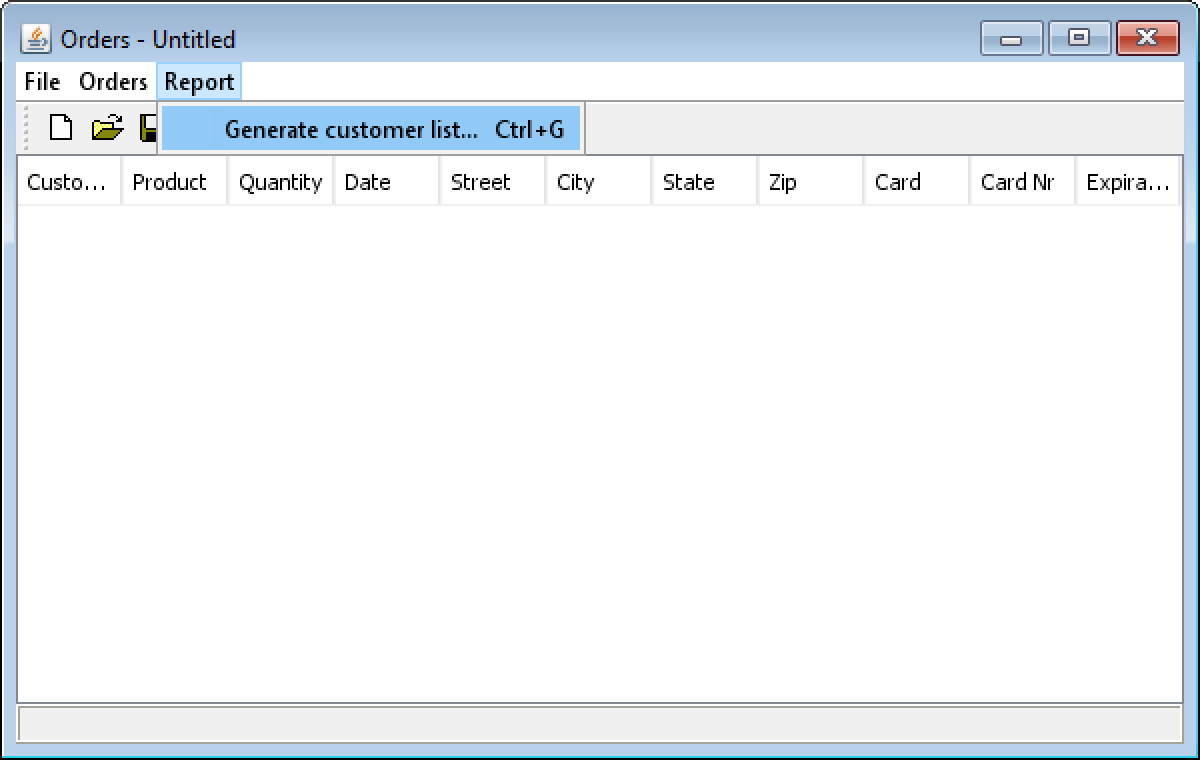 Orders - Untitled
File Orders Report
Generate customer list... Ctrl+G
Custo... Product Quantity Date Street City State Zip Card Card Nr Expira...